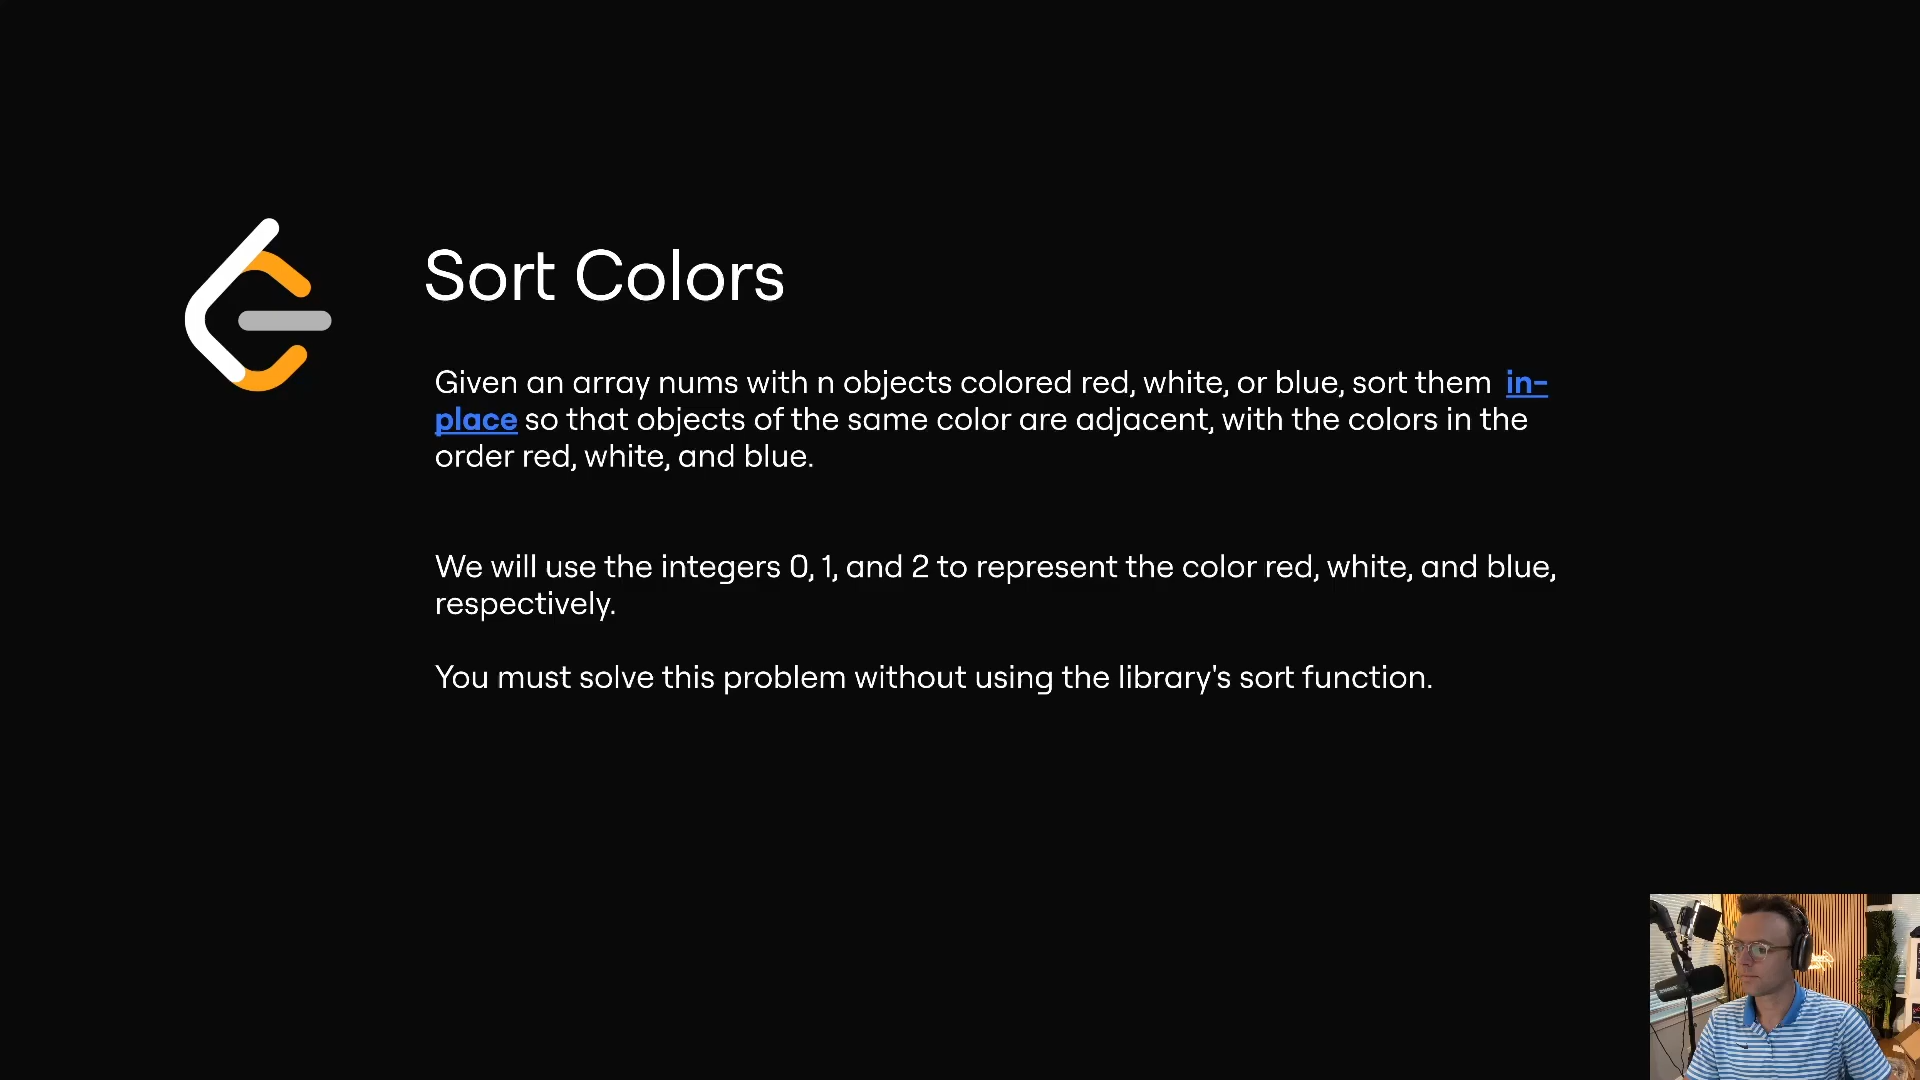 Sort Colors
Given an array nums with n objects colored red, white, or blue, sort them in-
place so that objects of the same color are adjacent, with the colors in the
order red, white, and blue.
We will use the integers 0, 1, and 2 to represent the color red, white, and blue,
respectively.
You must solve this problem without using the library's sort function.